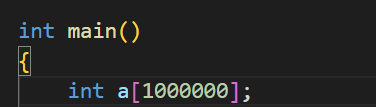 int main()
{
    int a[1000000];